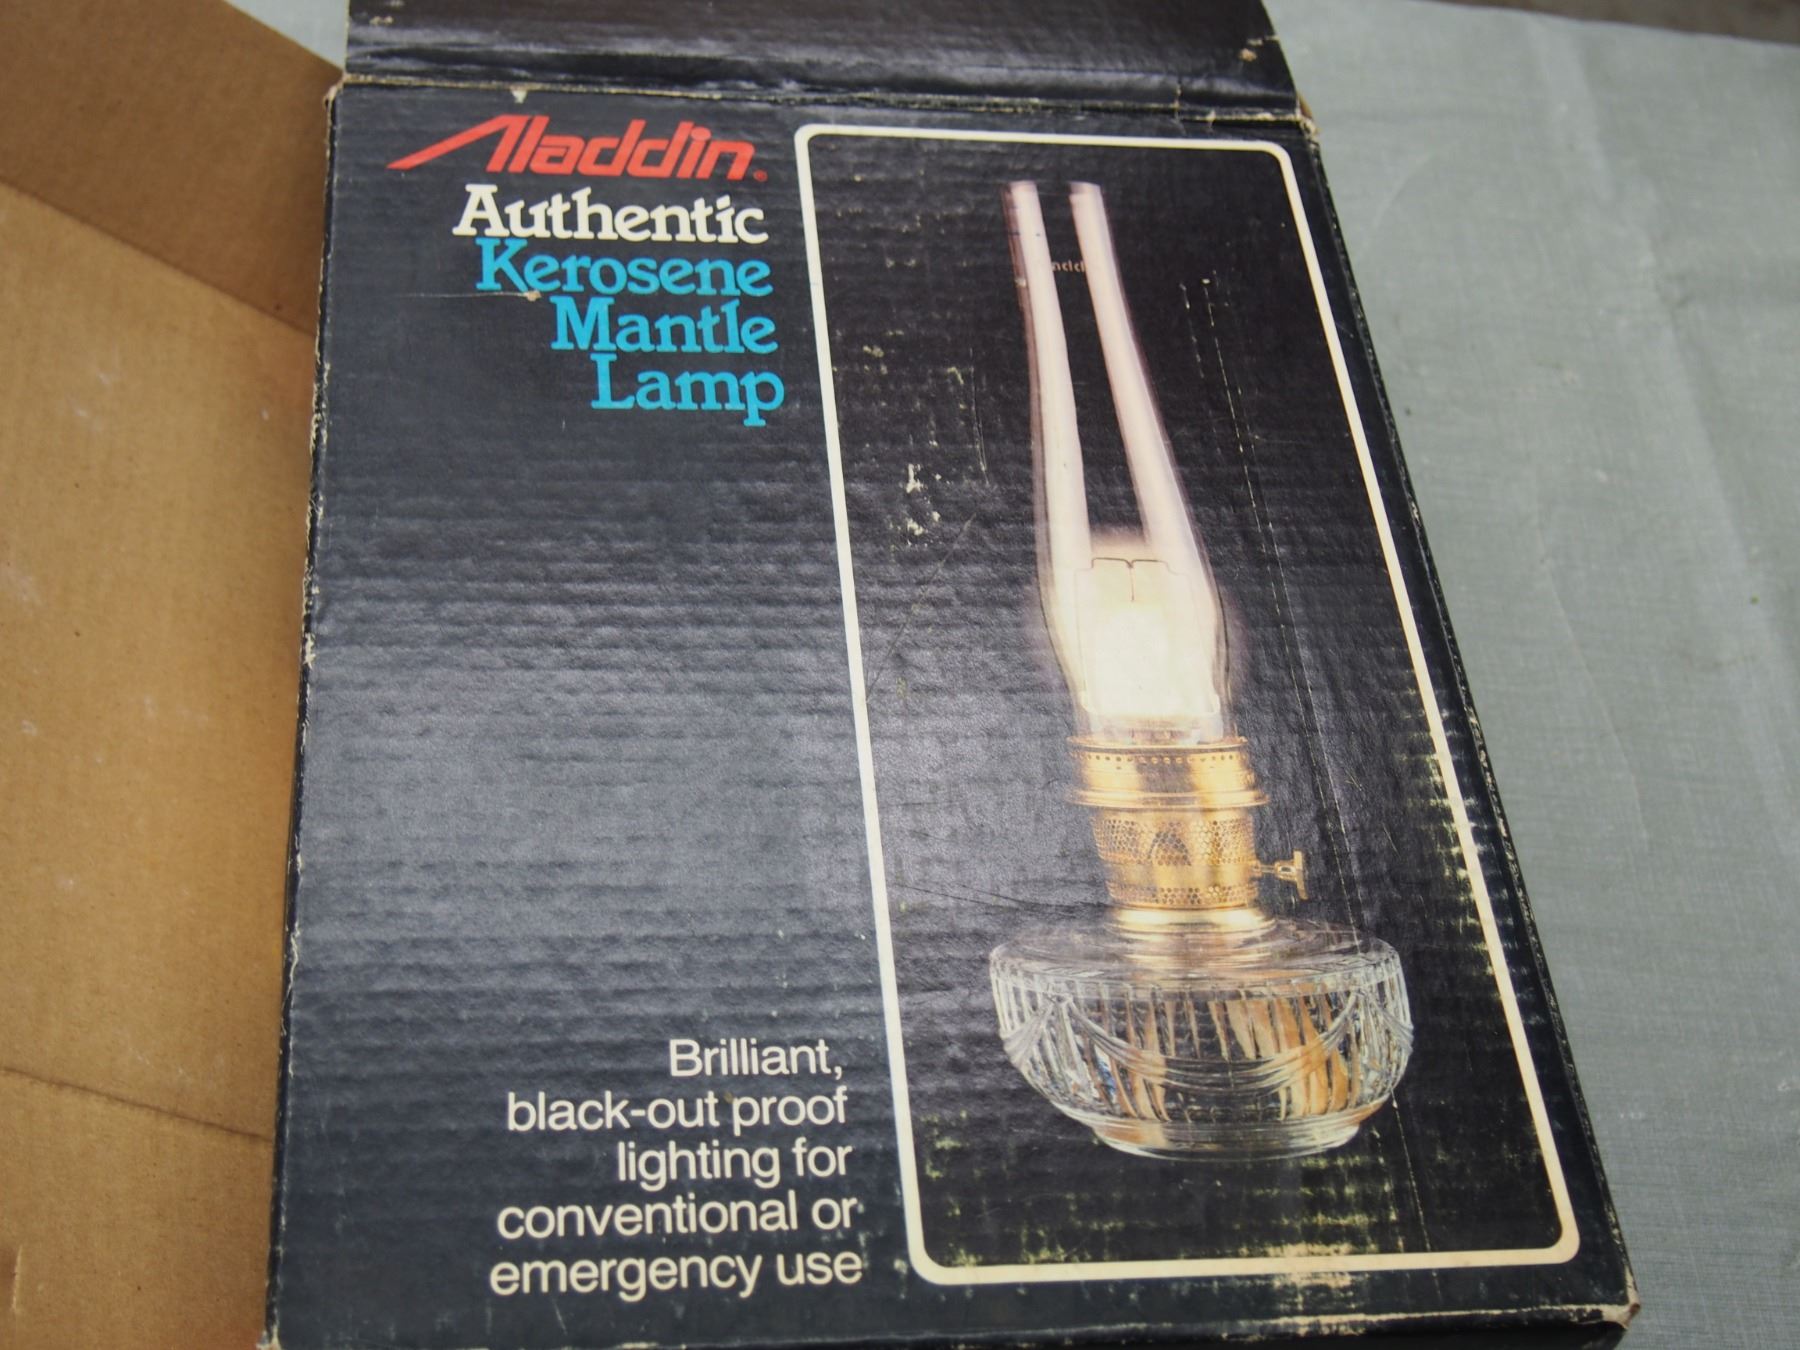 Aladdin®
Authentic
Kerosene
Mantle
Lamp
Brilliant,
black-out proof
lighting for
conventional or
emergency use